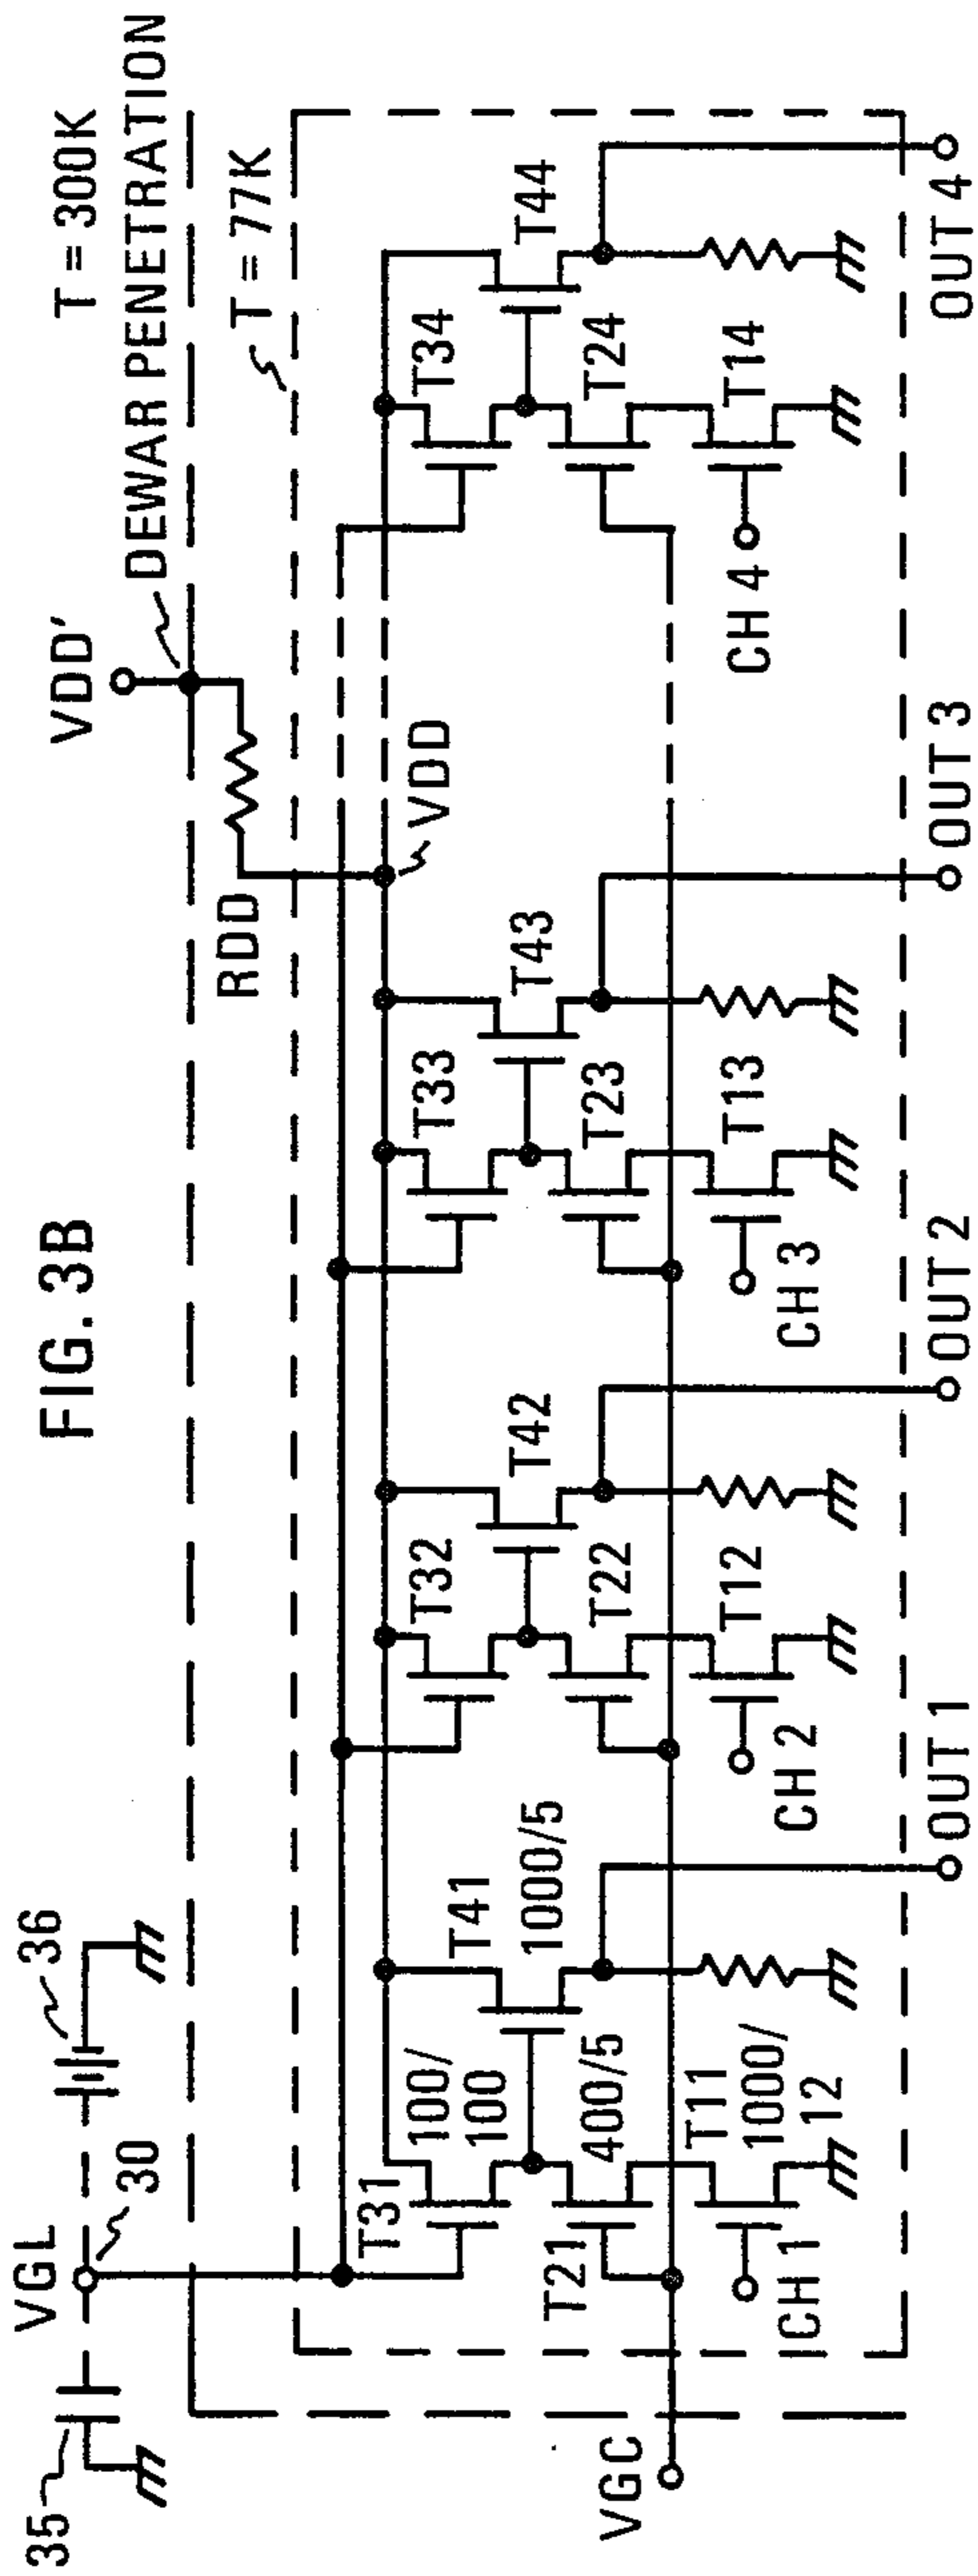 FIG. 3B
35
VGL
30
36
VDD'
T = 300K
DEWAR PENETRATION
RDD
T = 77K
VDD
T31
100/
100
T41
1000/5
T32
T42
T33
T43
T34
T44
T21
400/5
T22
T23
T24
T11
1000/
12
T12
T13
T14
VGC
CH 1
CH 2
CH 3
CH 4
OUT 1
OUT 2
OUT 3
OUT 4